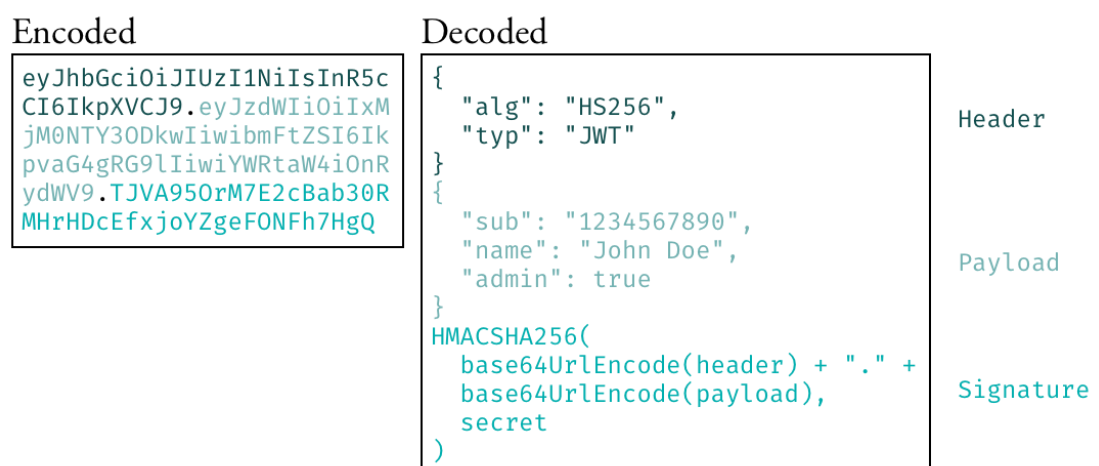 Encoded
eyJhbGciOiJIUzI1NiIsInR5c
CI6IkpXVCJ9.eyJzdWIiOiIxM
jM0NTY3ODkwIiwibmFtZSI6Ik
pvaG4gRG9lIiwiYWRtaW4iOnR
ydWV9.TJVA95OrM7E2cBab30R
MHrHDcEfxjoYZgeFONFh7HgQ
Decoded
{
  "alg": "HS256",
  "typ": "JWT"
}
Header
{
  "sub": "1234567890",
  "name": "John Doe",
  "admin": true
}
Payload
HMACSHA256(
  base64UrlEncode(header) + "." +
  base64UrlEncode(payload),
  secret
)
Signature